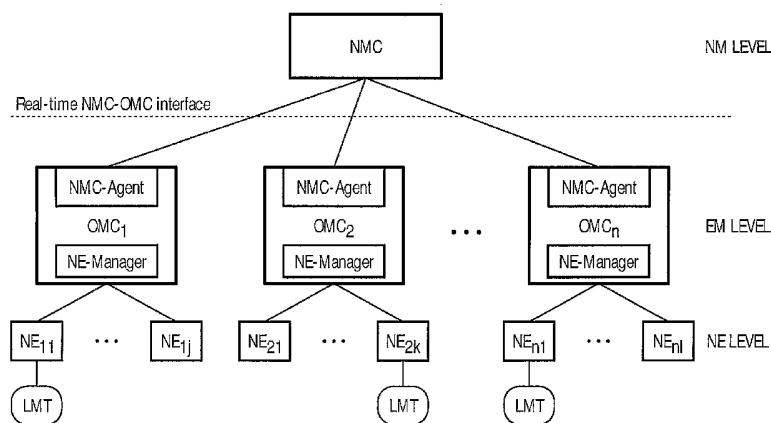 NMC
NM LEVEL
Real-time NMC-OMC interface
NMC-Agent NMC-Agent NMC-Agent
OMC1 OMC2 ... OMCn EM LEVEL
NE-Manager NE-Manager NE-Manager
NE11 ... NE1j NE21 ... NE2k NEn1 ... NEnl NE LEVEL
LMT LMT LMT